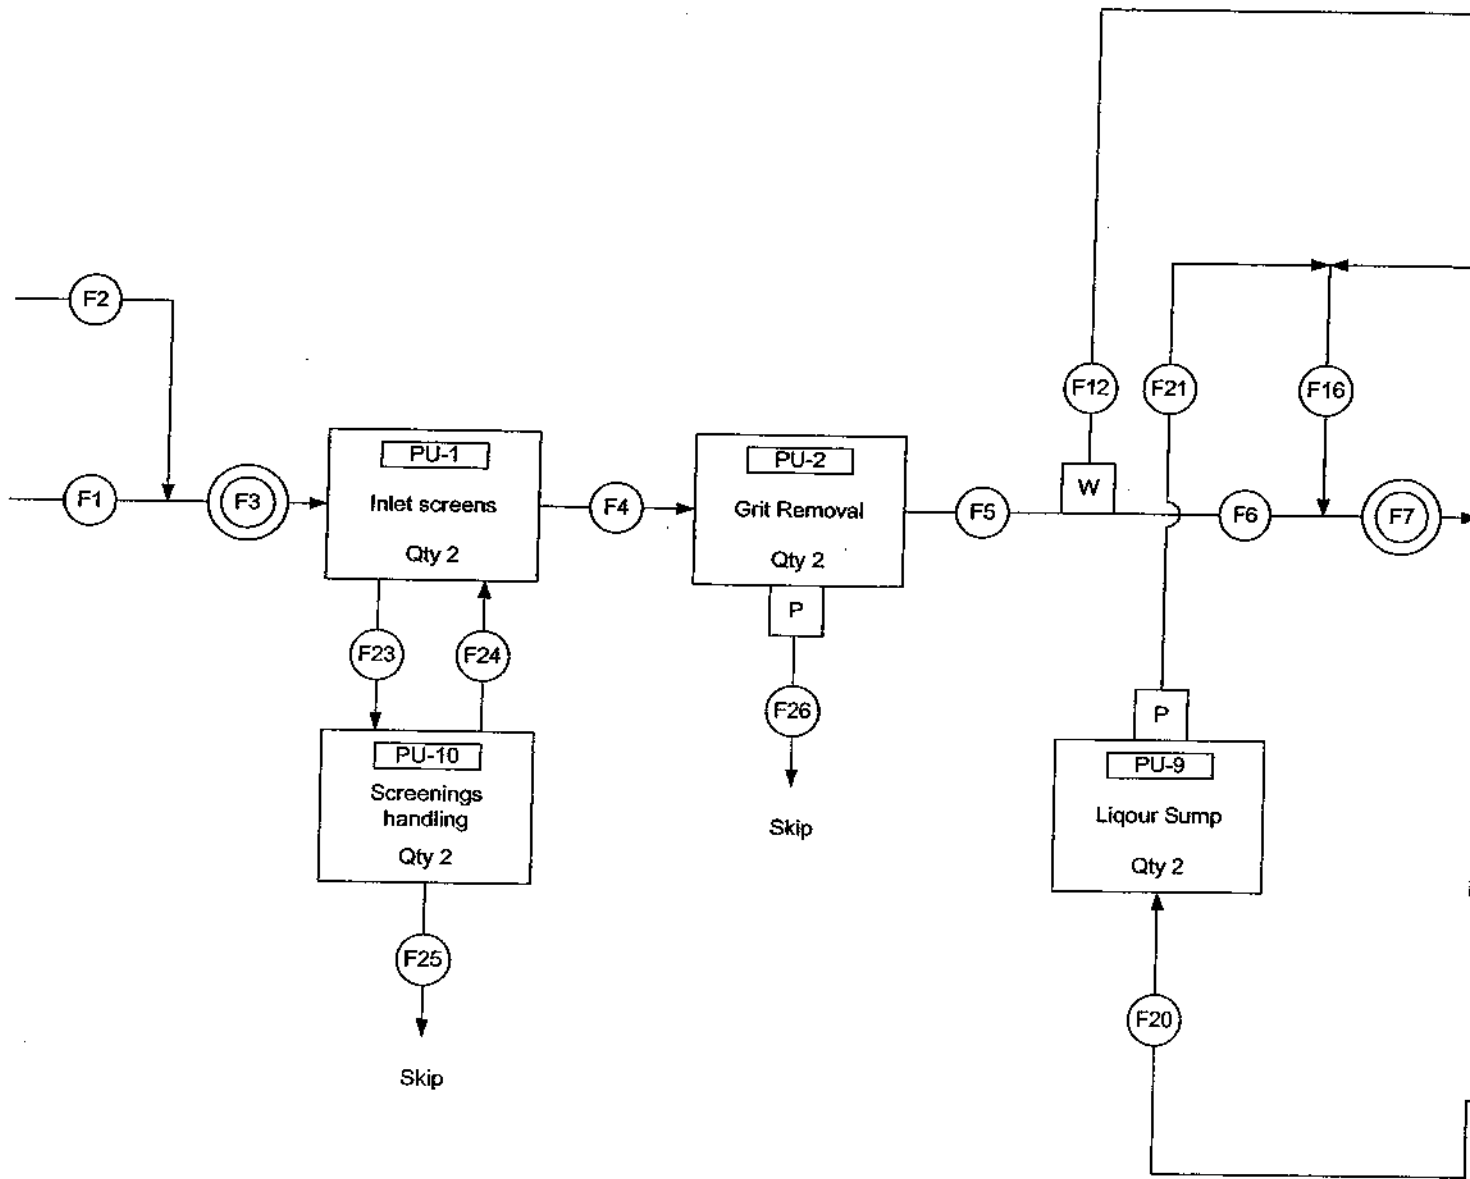 F2
F12
F21
F16
F1
F3
PU-1
Inlet screens
Qty 2
F4
PU-2
Grit Removal
Qty 2
P
F5
W
F6
F7
F23
F24
F26
Skip
PU-10
Screenings
handling
Qty 2
F25
Skip
P
PU-9
Liqour Sump
Qty 2
F20